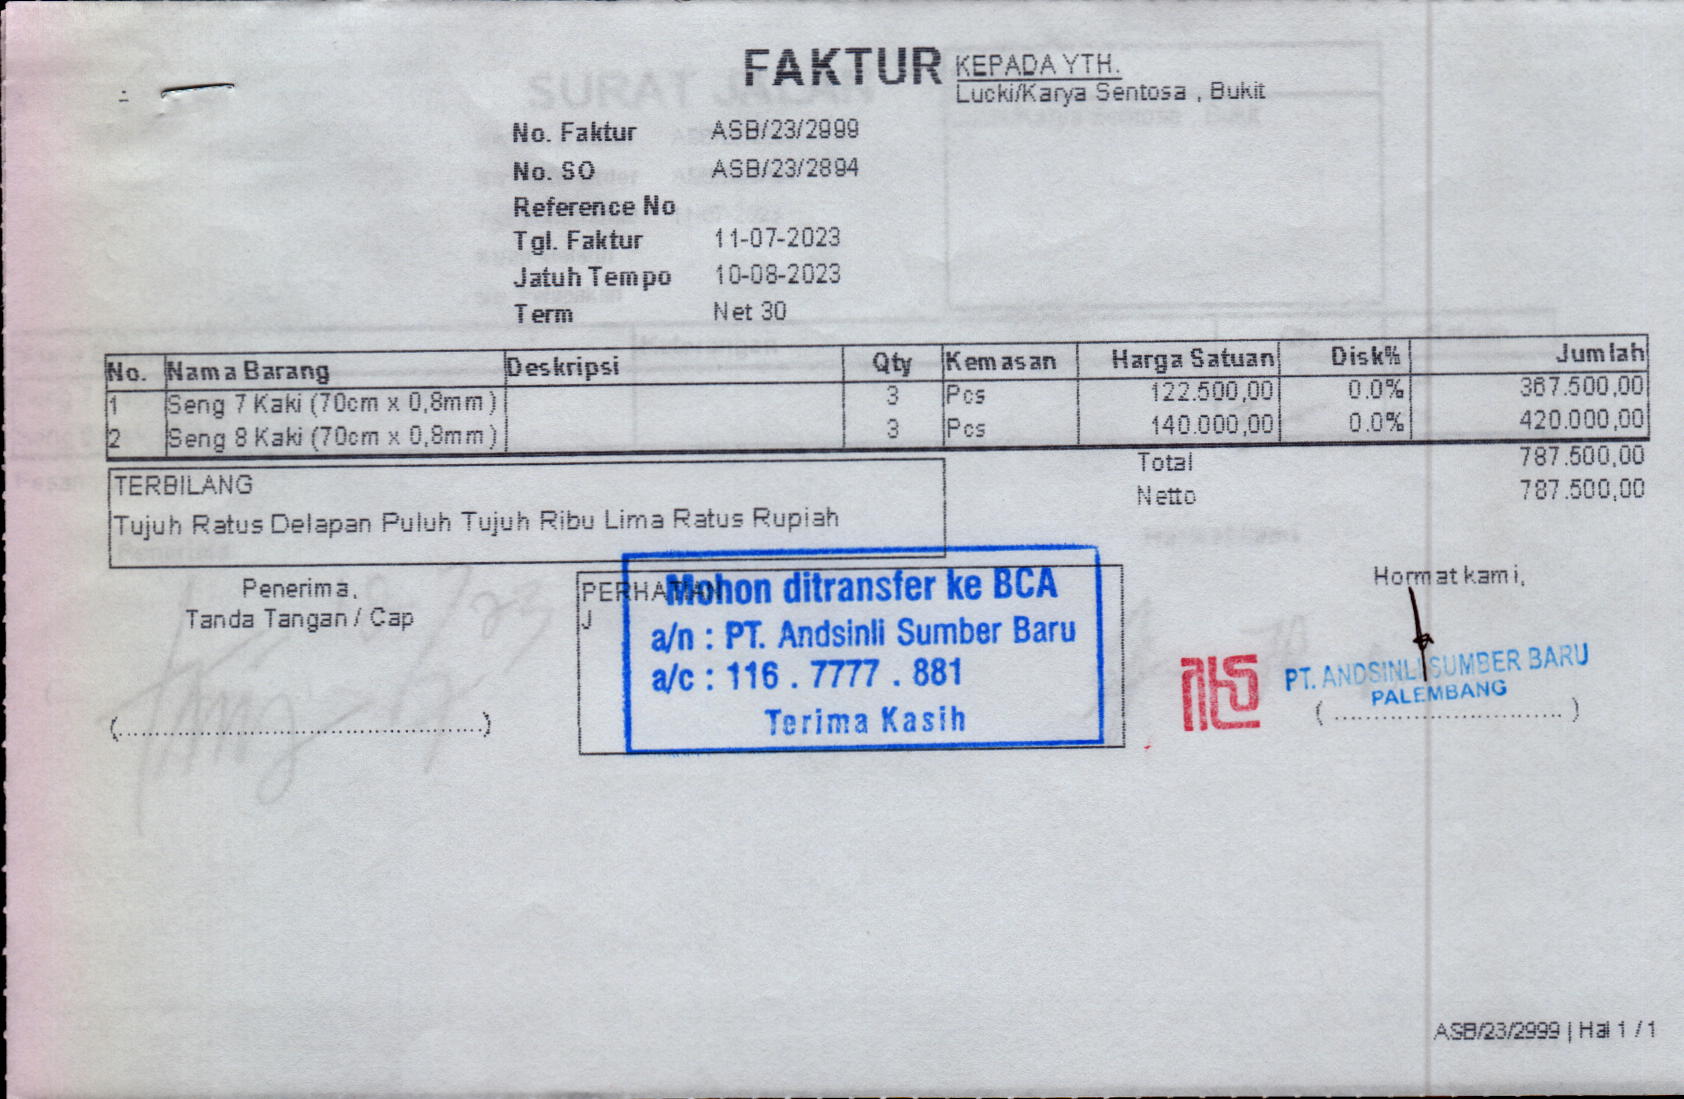 FAKTUR
KEPADA YTH.
Lucki/Karya Sentosa , Bukit
No. Faktur ASB/23/2999
No. SO ASB/23/2894
Reference No
Tgl. Faktur 11-07-2023
Jatuh Tempo 10-08-2023
Term Net 30
No. Nama Barang Deskripsi Qty Kemasan Harga Satuan Disk% Jumlah
1 Seng 7 Kaki (70cm x 0,8mm) 3 Pcs 122.500,00 0.0% 367.500,00
2 Seng 8 Kaki (70cm x 0,8mm) 3 Pcs 140.000,00 0.0% 420.000,00
Total 787.500,00
Netto 787.500,00
TERBILANG
Tujuh Ratus Delapan Puluh Tujuh Ribu Lima Ratus Rupiah
Penerima,
Tanda Tangan / Cap
(................................................)
PERHATIAN
J
Mohon ditransfer ke BCA
a/n : PT. Andsinli Sumber Baru
a/c : 116 . 7777 . 881
Terima Kasih
Hormat kami,
PT. ANDSINLI SUMBER BARU
PALEMBANG
( ............................... )
SURAT JALAN
ASB/23/2999 | Hal 1 / 1